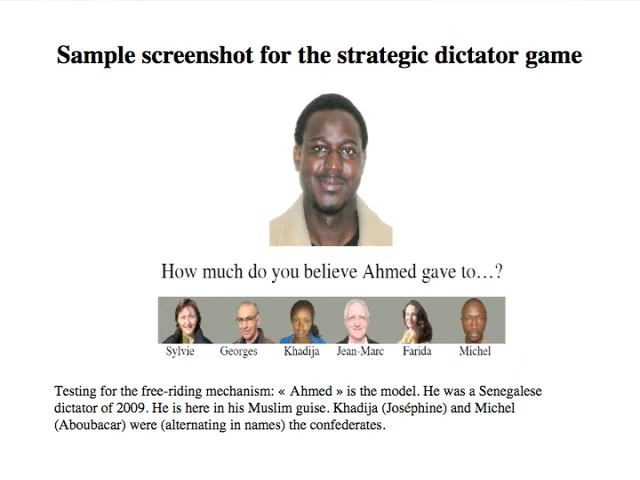 Sample screenshot for the strategic dictator game
How much do you believe Ahmed gave to…?
Sylvie Georges Khadija Jean-Marc Farida Michel
Testing for the free-riding mechanism: « Ahmed » is the model. He was a Senegalese
dictator of 2009. He is here in his Muslim guise. Khadija (Joséphine) and Michel
(Aboubacar) were (alternating in names) the confederates.